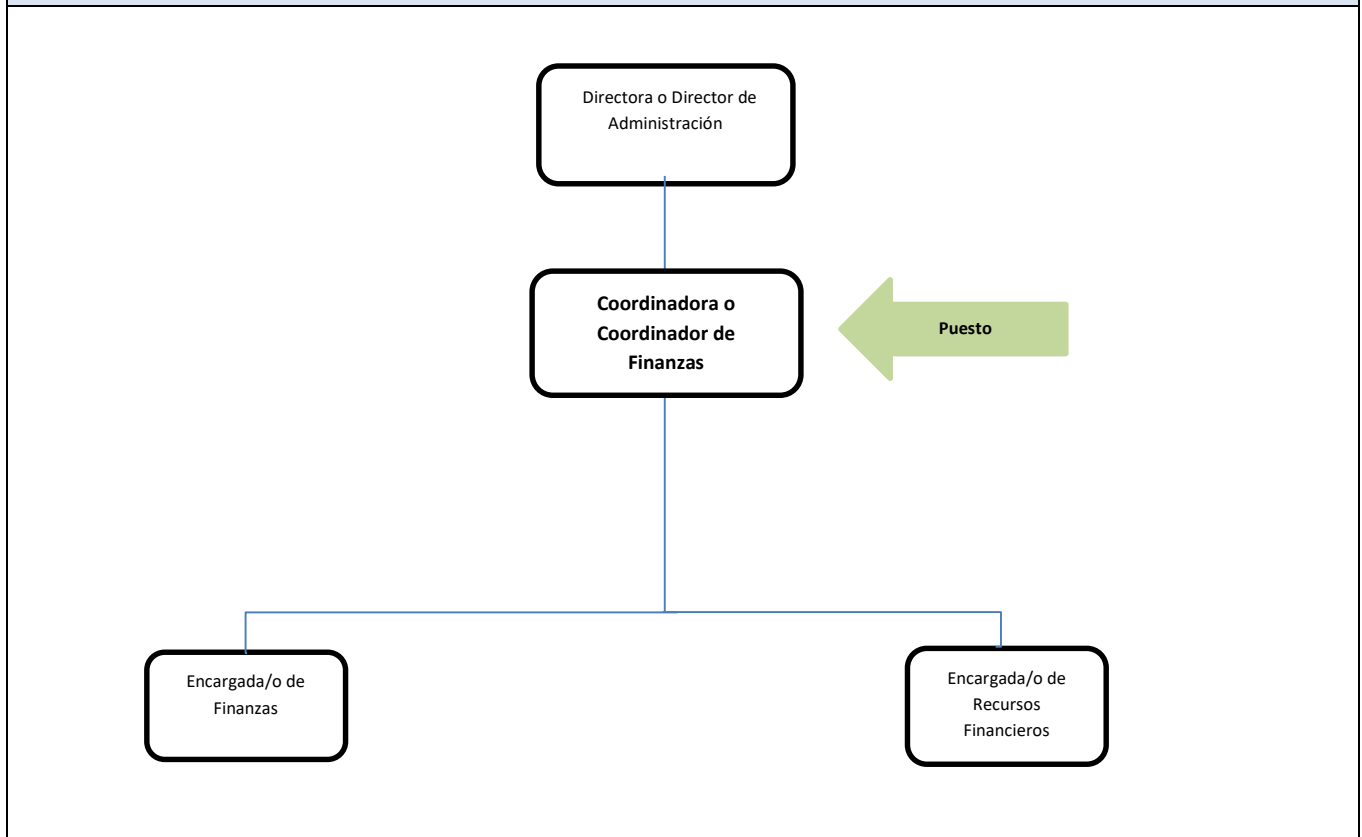 Directora o Director de
Administración
Coordinadora o
Coordinador de
Finanzas
Puesto
Encargada/o de
Finanzas
Encargada/o de
Recursos
Financieros